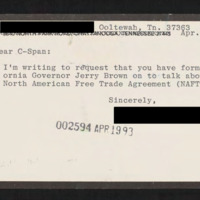 Ooltewah, Tn. 37363
Apr.
ear C-Span:
I'm writing to request that you have form
ornia Governor Jerry Brown on to talk abou
North American Free Trade Agreement (NAFT
Sincerely,
002594 APR 1993